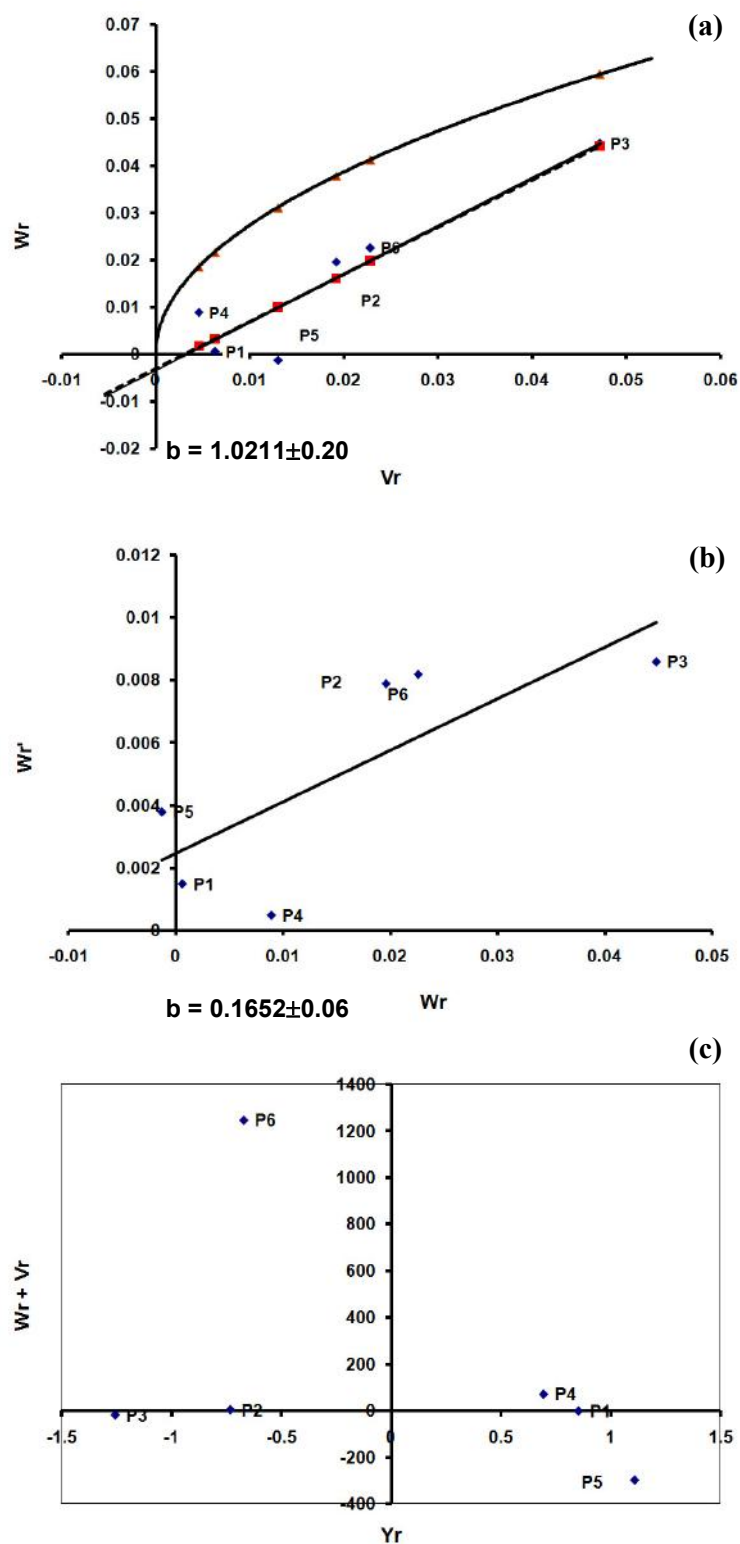 (a)
0.07
0.06
0.05
0.04
0.03
0.02
0.01
0
-0.01
-0.02
Wr
P3
P6
P2
P4
P5
P1
-0.01 0 0.01 0.02 0.03 0.04 0.05 0.06
b = 1.0211±0.20
Vr
(b)
0.012
0.01
0.008
0.006
0.004
0.002
0
Wr'
P3
P2
P6
P5
P1
P4
-0.01 0 0.01 0.02 0.03 0.04 0.05
b = 0.1652±0.06
Wr
(c)
1400
1200
1000
800
600
400
200
0
-200
-400
Wr + Vr
P6
P4
P3
P2
P1
P5
-1.5 -1 -0.5 0 0.5 1 1.5
Yr